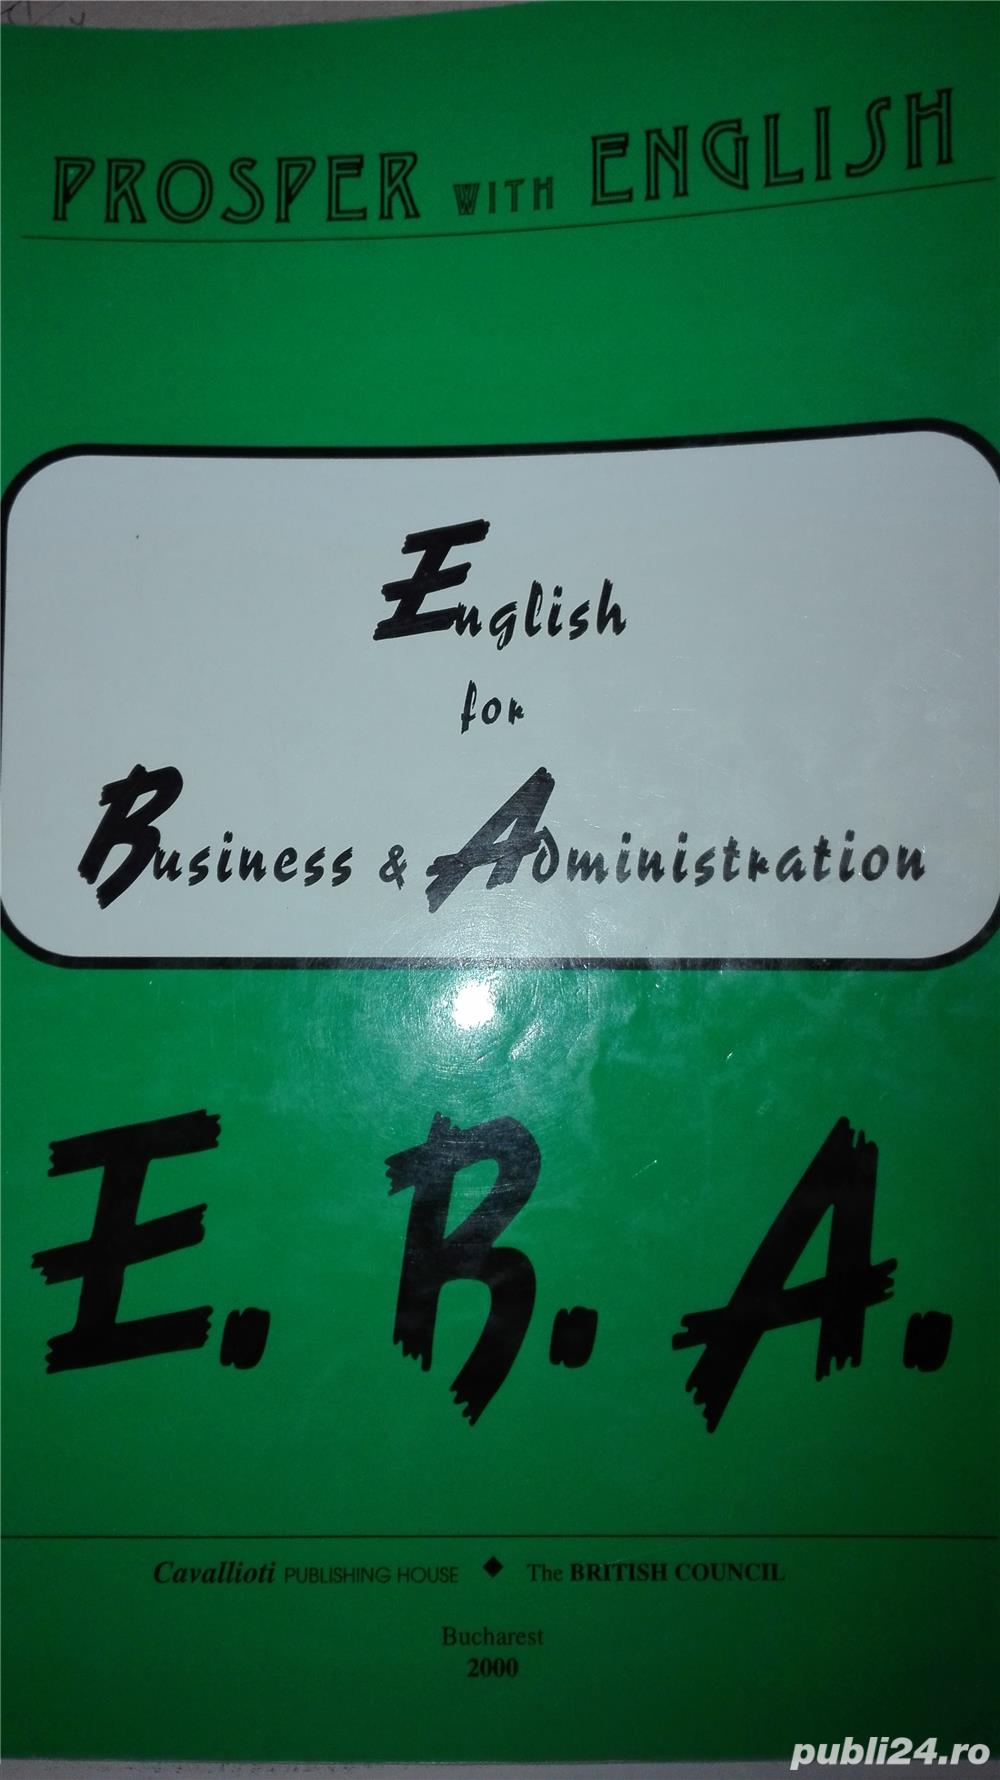 PROSPER WITH ENGLISH
English
for
Business & Administration
E. B. A.
Cavallioti PUBLISHING HOUSE ◆ The BRITISH COUNCIL
Bucharest
2000
publi24.ro